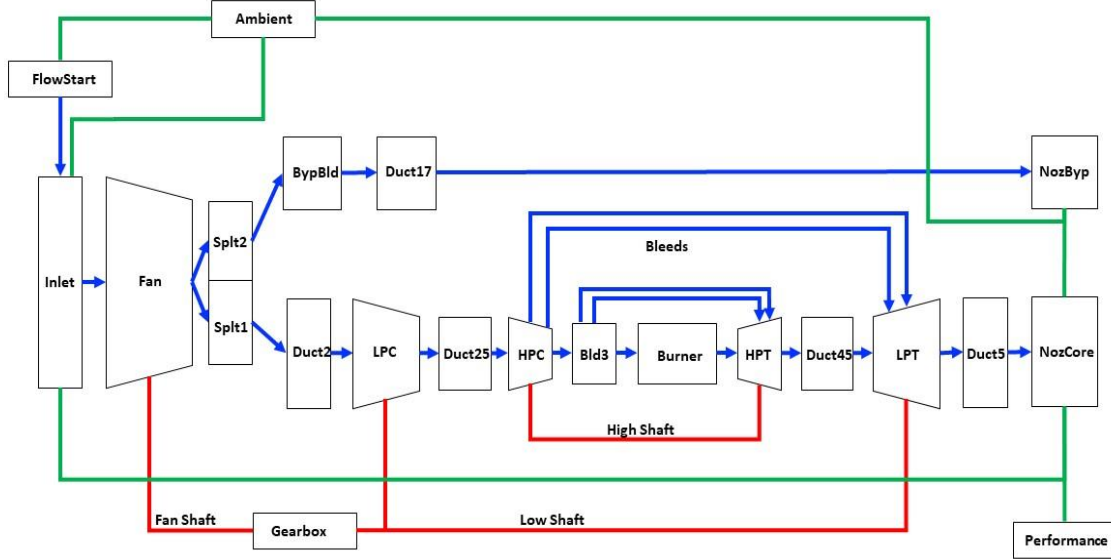 Ambient
FlowStart
BypBld
Duct17
NozByp
Splt2
Bleeds
Inlet
Fan
Splt1
Duct2
LPC
Duct25
HPC
Bld3
Burner
HPT
Duct45
LPT
Duct5
NozCore
High Shaft
Fan Shaft
Gearbox
Low Shaft
Performance